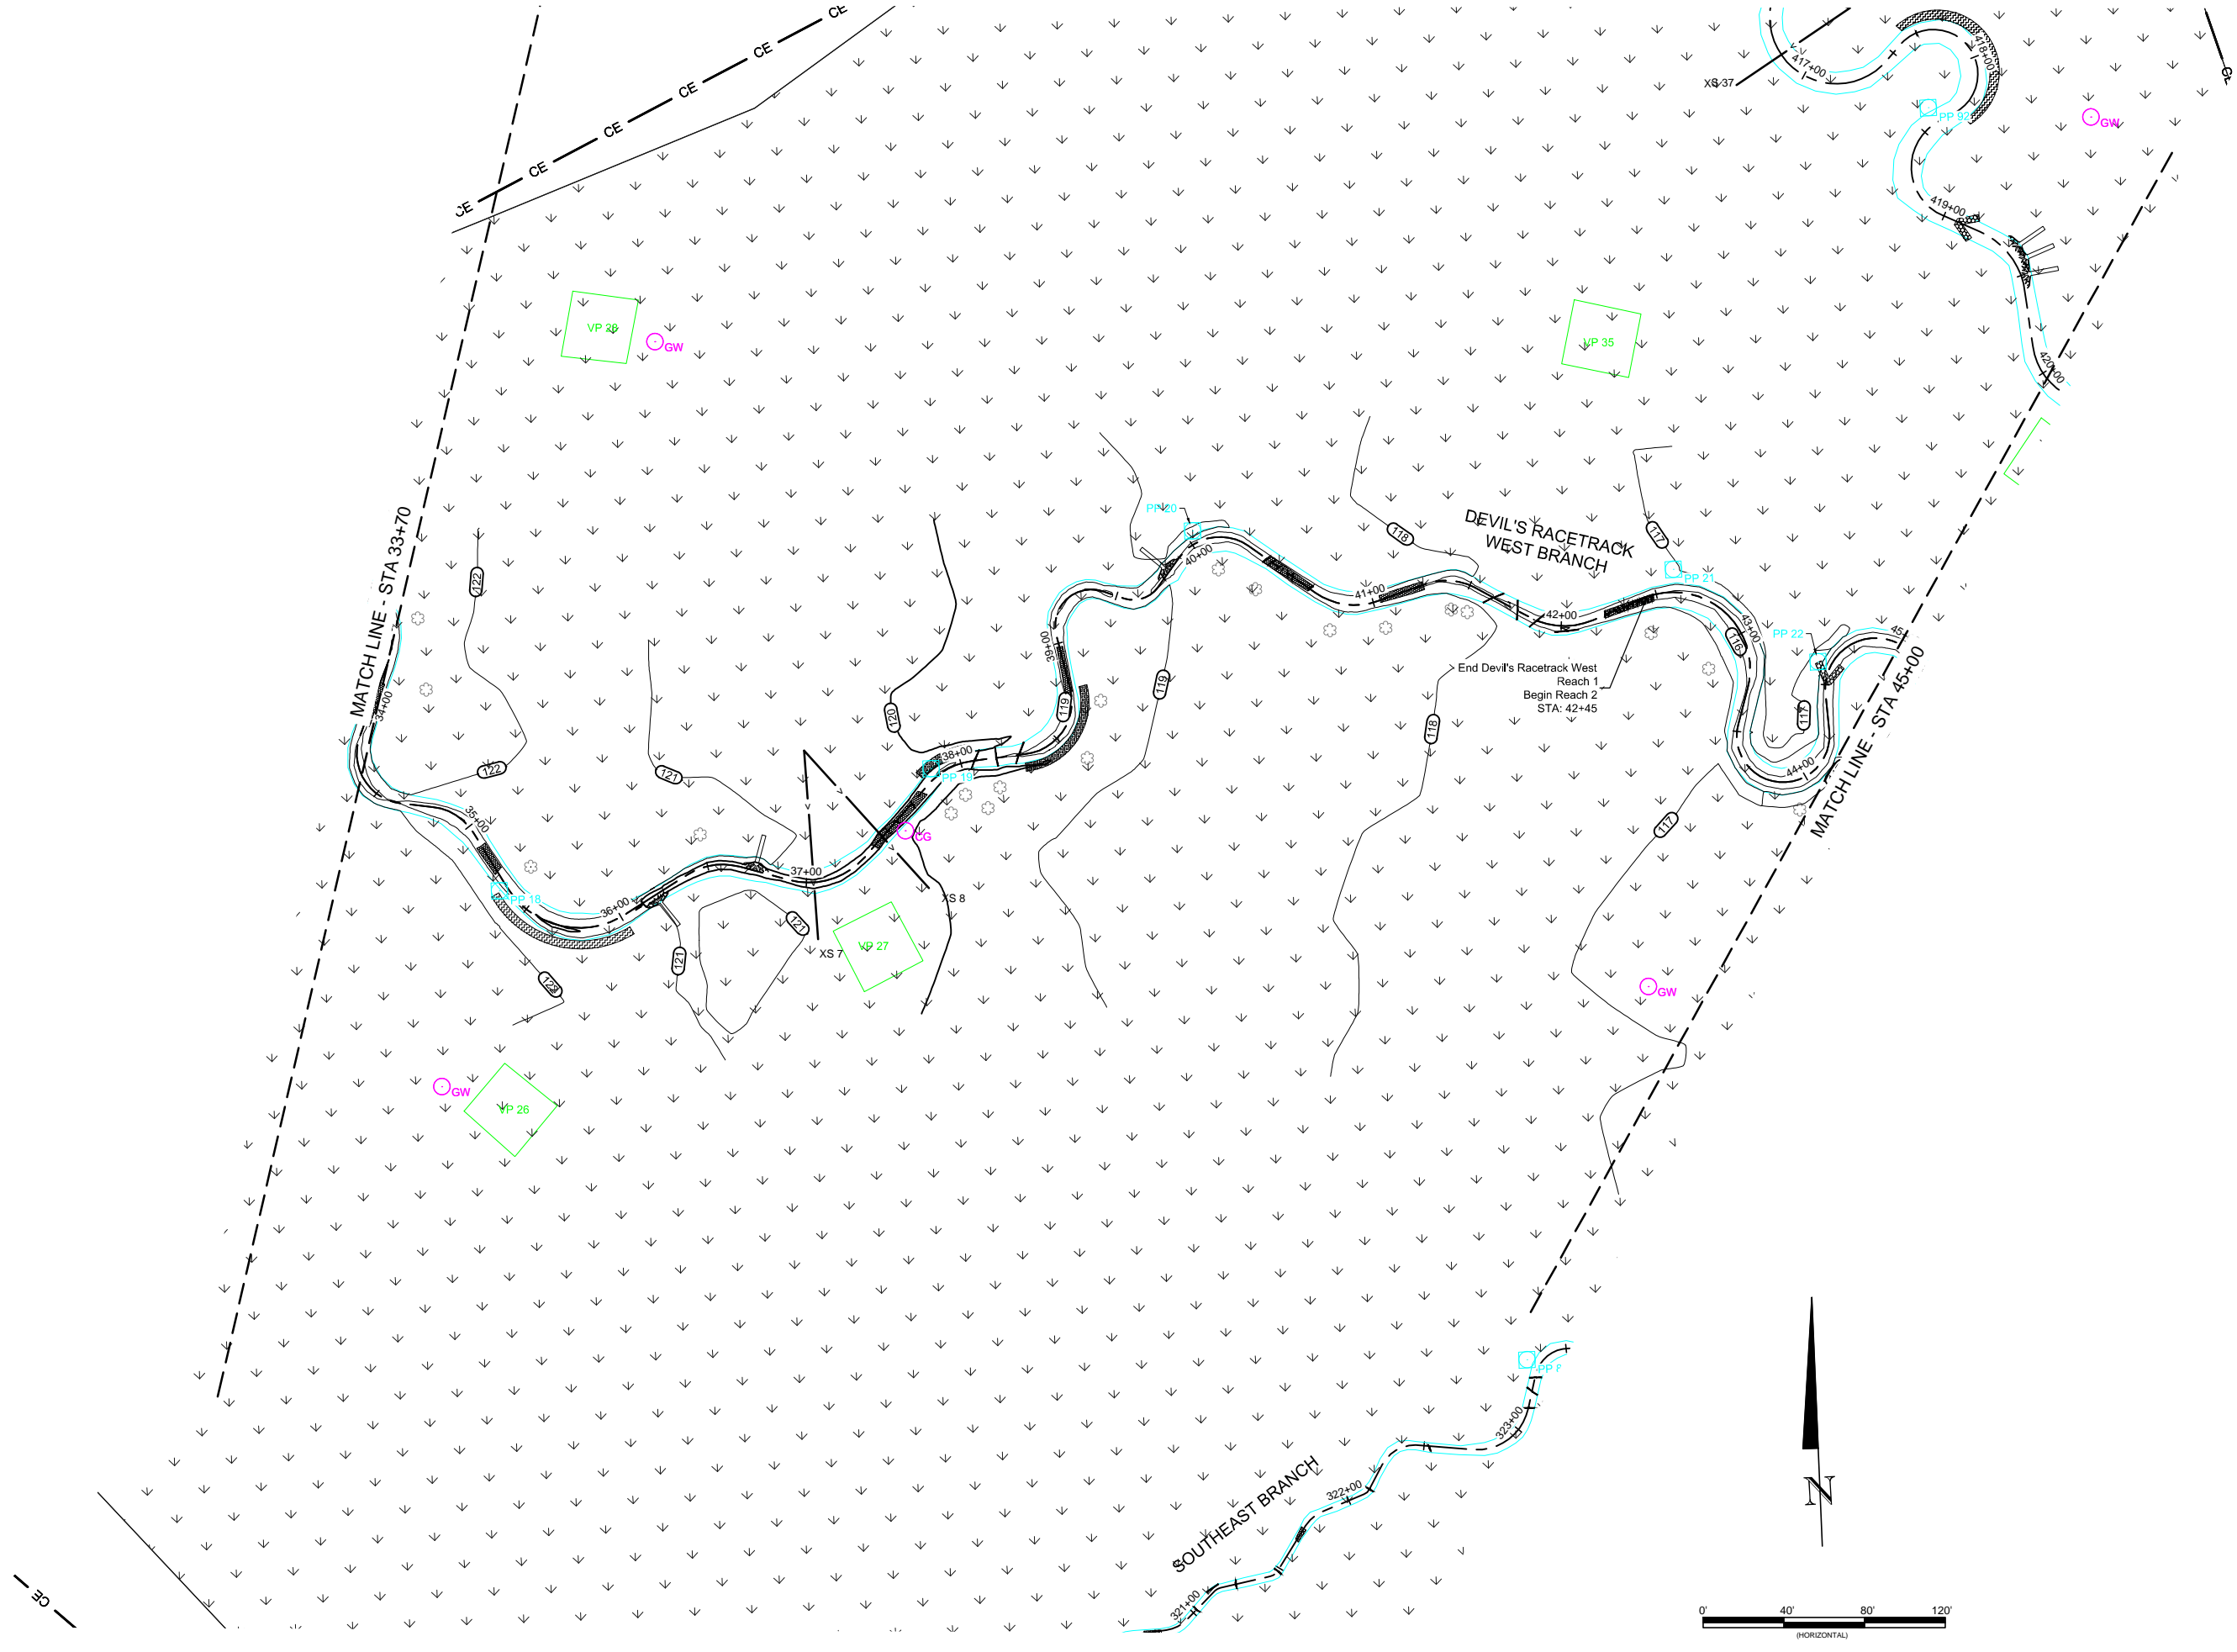 CE
CE
CE
CE
CE
CE
418+00
417+00
XS 37
PP 92
GW
CE
419+00
420+00
VP 28
GW
VP 35
MATCH LINE - STA 33+70
122
PP 20
118
DEVIL'S RACETRACK
WEST BRANCH
117
40+00
PP 21
41+00
42+00
43+00
116
PP 22
45+
39+00
End Devil's Racetrack West
Reach 1
Begin Reach 2
STA: 42+45
119
119
34+00
120
118
117
MATCH LINE - STA 45+00
38+00
122
121
PP 19
44+00
35+00
CG
117
37+00
PP 18
36+00
XS 8
121
VP 27
XS 7
121
122
GW
GW
VP 26
PP
323+00
322+00
SOUTHEAST BRANCH
321+00
N
CE
0' 40' 80' 120'
(HORIZONTAL)